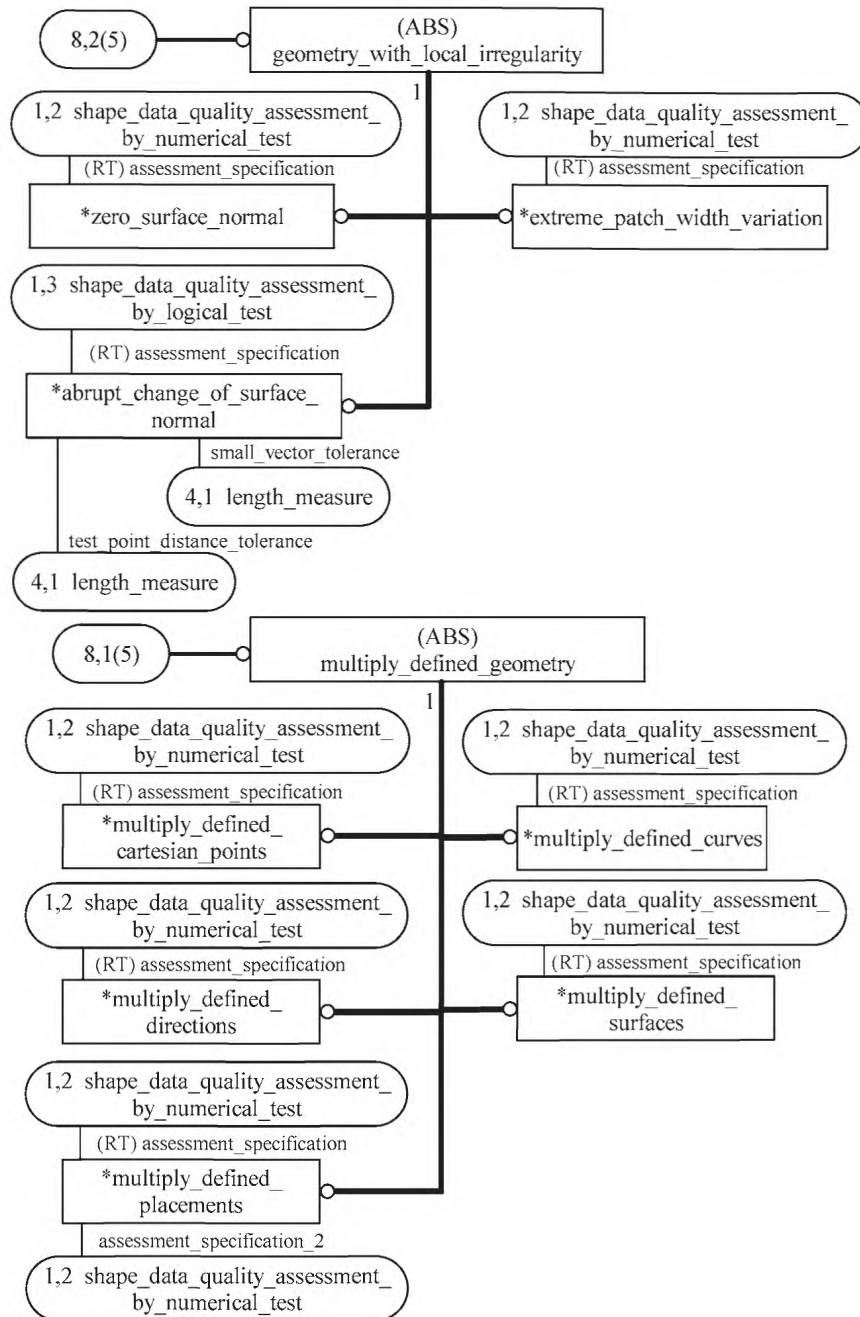 8,2(5)
(ABS)
geometry_with_local_irregularity
1
1,2 shape_data_quality_assessment_
by_numerical_test
(RT) assessment_specification
*zero_surface_normal
1,2 shape_data_quality_assessment_
by_numerical_test
(RT) assessment_specification
*extreme_patch_width_variation
1,3 shape_data_quality_assessment_
by_logical_test
(RT) assessment_specification
*abrupt_change_of_surface_
normal
small_vector_tolerance
4,1 length_measure
test_point_distance_tolerance
4,1 length_measure
8,1(5)
(ABS)
multiply_defined_geometry
1
1,2 shape_data_quality_assessment_
by_numerical_test
(RT) assessment_specification
*multiply_defined_
cartesian_points
1,2 shape_data_quality_assessment_
by_numerical_test
(RT) assessment_specification
*multiply_defined_curves
1,2 shape_data_quality_assessment_
by_numerical_test
(RT) assessment_specification
*multiply_defined_
directions
1,2 shape_data_quality_assessment_
by_numerical_test
(RT) assessment_specification
*multiply_defined_
surfaces
1,2 shape_data_quality_assessment_
by_numerical_test
(RT) assessment_specification
*multiply_defined_
placements
assessment_specification_2
1,2 shape_data_quality_assessment_
by_numerical_test